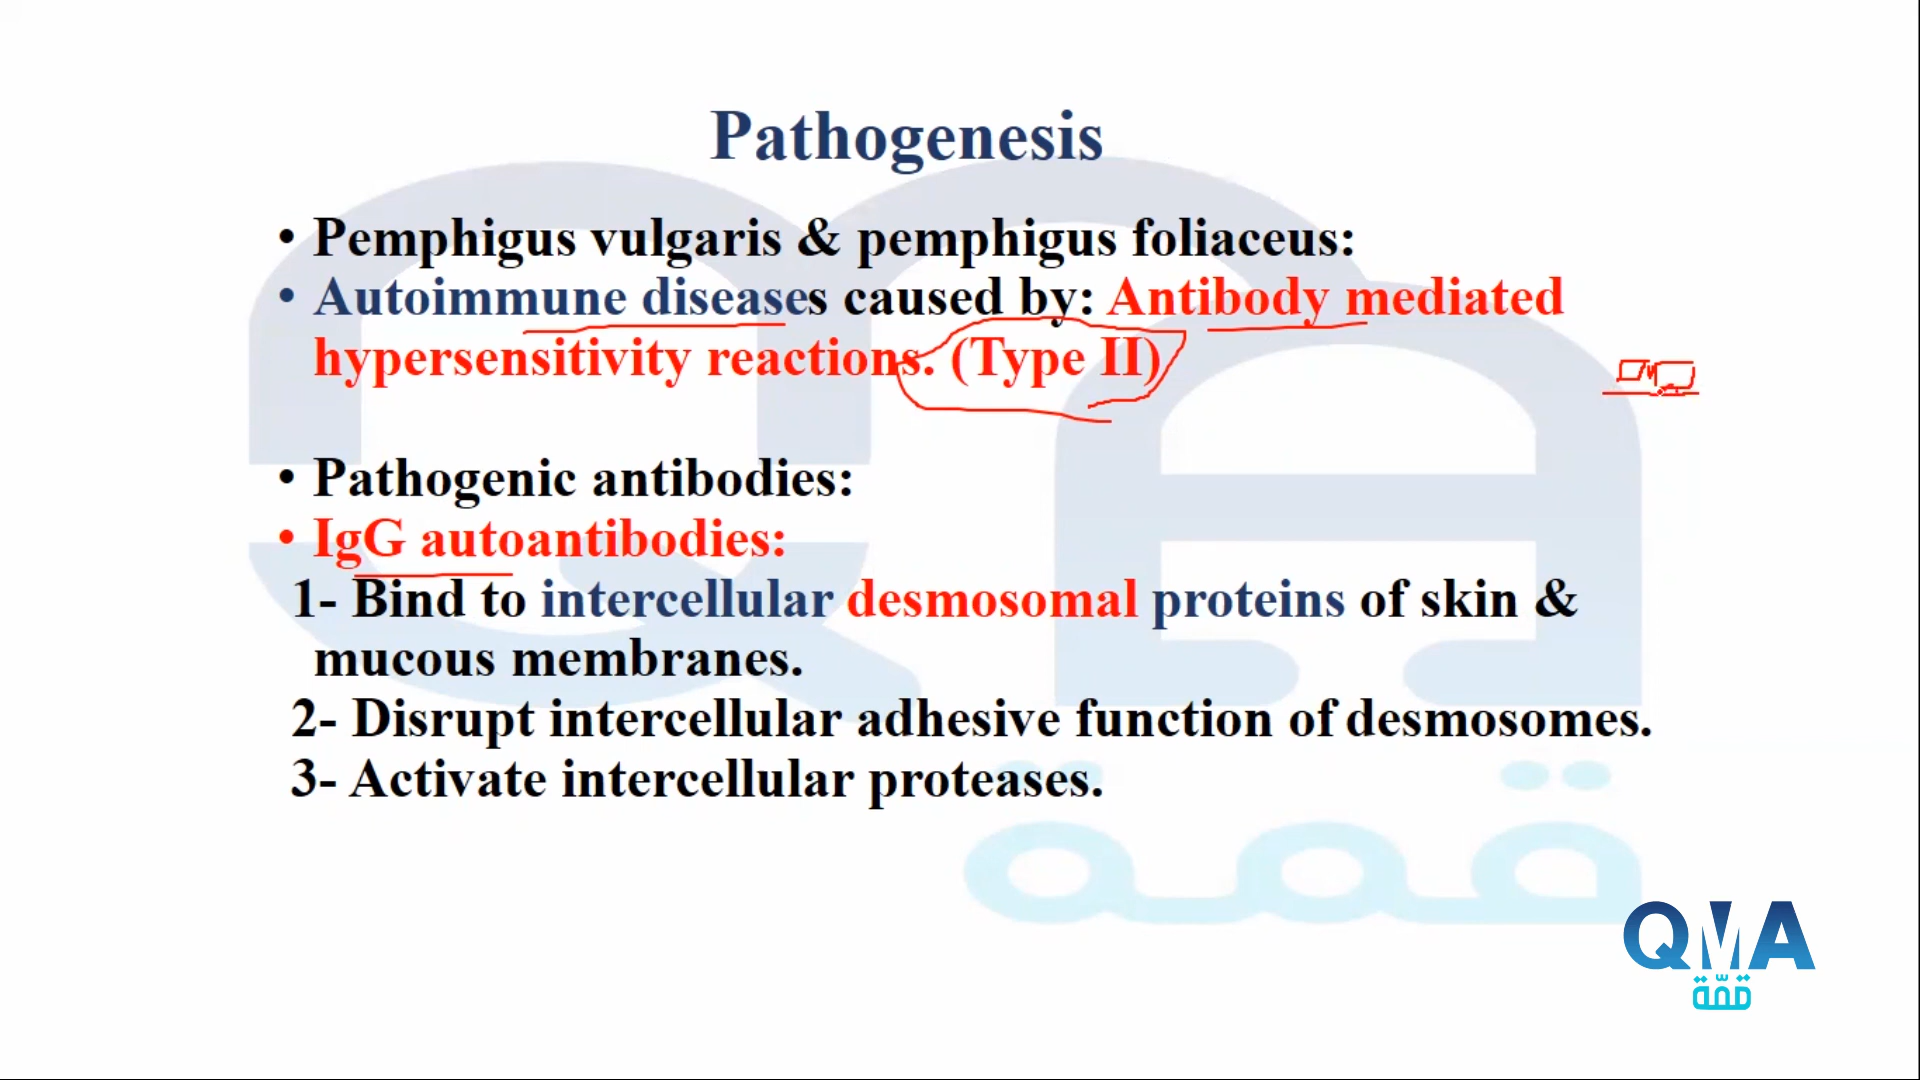 Pathogenesis
• Pemphigus vulgaris & pemphigus foliaceus:
• Autoimmune diseases caused by: Antibody mediated
hypersensitivity reactions. (Type II)
• Pathogenic antibodies:
• IgG autoantibodies:
1- Bind to intercellular desmosomal proteins of skin &
mucous membranes.
2- Disrupt intercellular adhesive function of desmosomes.
3- Activate intercellular proteases.
قمة
QMA
قمّة